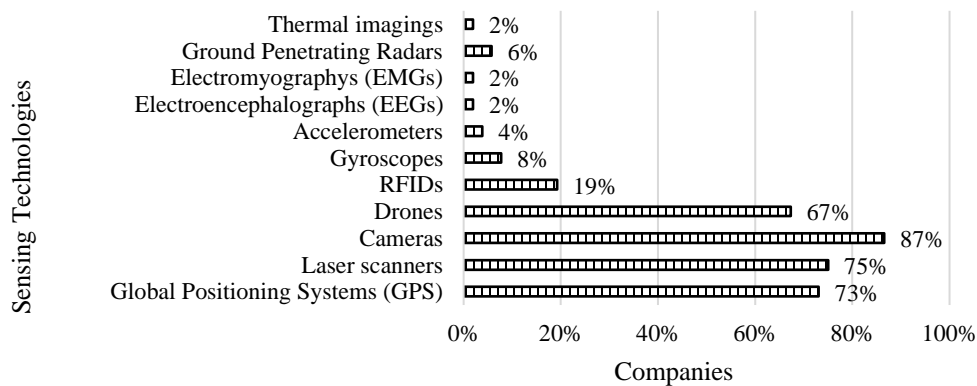 Sensing Technologies
Thermal imagings 2%
Ground Penetrating Radars 6%
Electromyographys (EMGs) 2%
Electroencephalographs (EEGs) 2%
Accelerometers 4%
Gyroscopes 8%
RFIDs 19%
Drones 67%
Cameras 87%
Laser scanners 75%
Global Positioning Systems (GPS) 73%
0% 20% 40% 60% 80% 100%
Companies